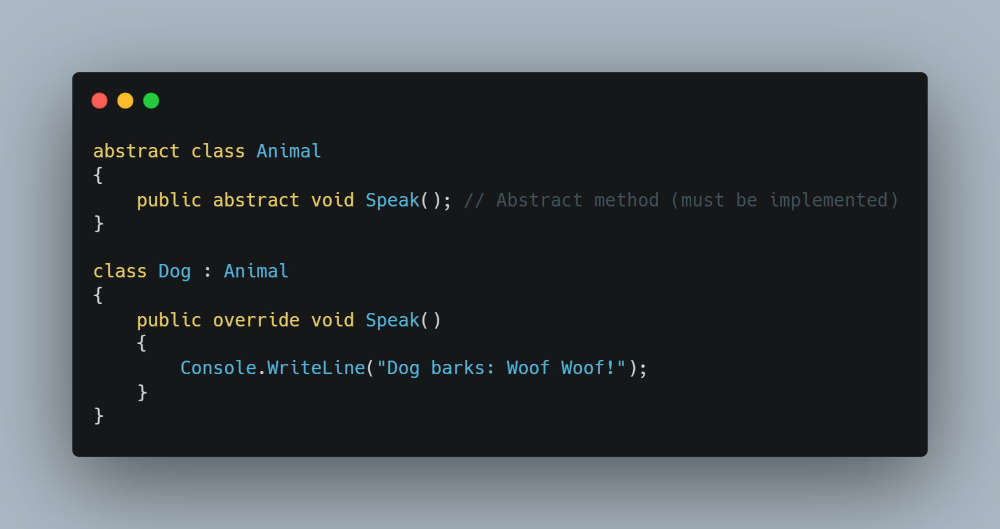 abstract class Animal
{
    public abstract void Speak(); // Abstract method (must be implemented)
}

class Dog : Animal
{
    public override void Speak()
    {
        Console.WriteLine("Dog barks: Woof Woof!");
    }
}